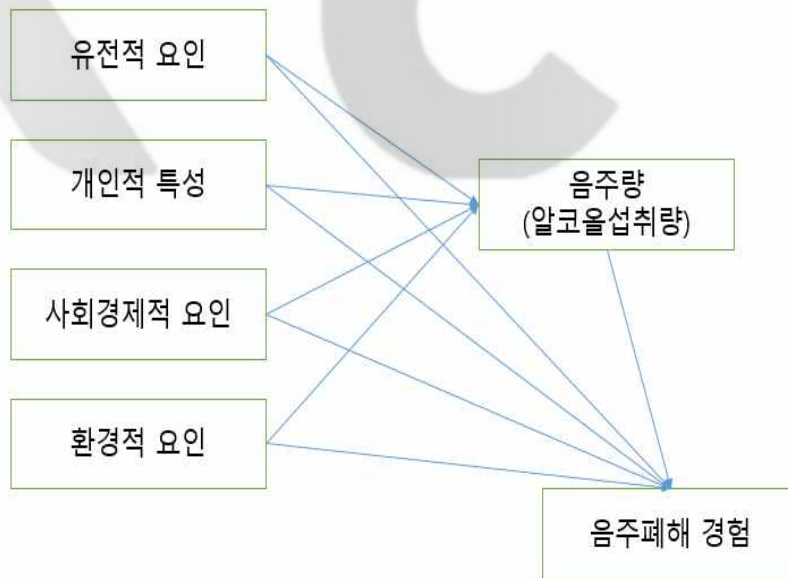 유전적 요인
개인적 특성
음주량
(알코올섭취량)
사회경제적 요인
환경적 요인
음주폐해 경험